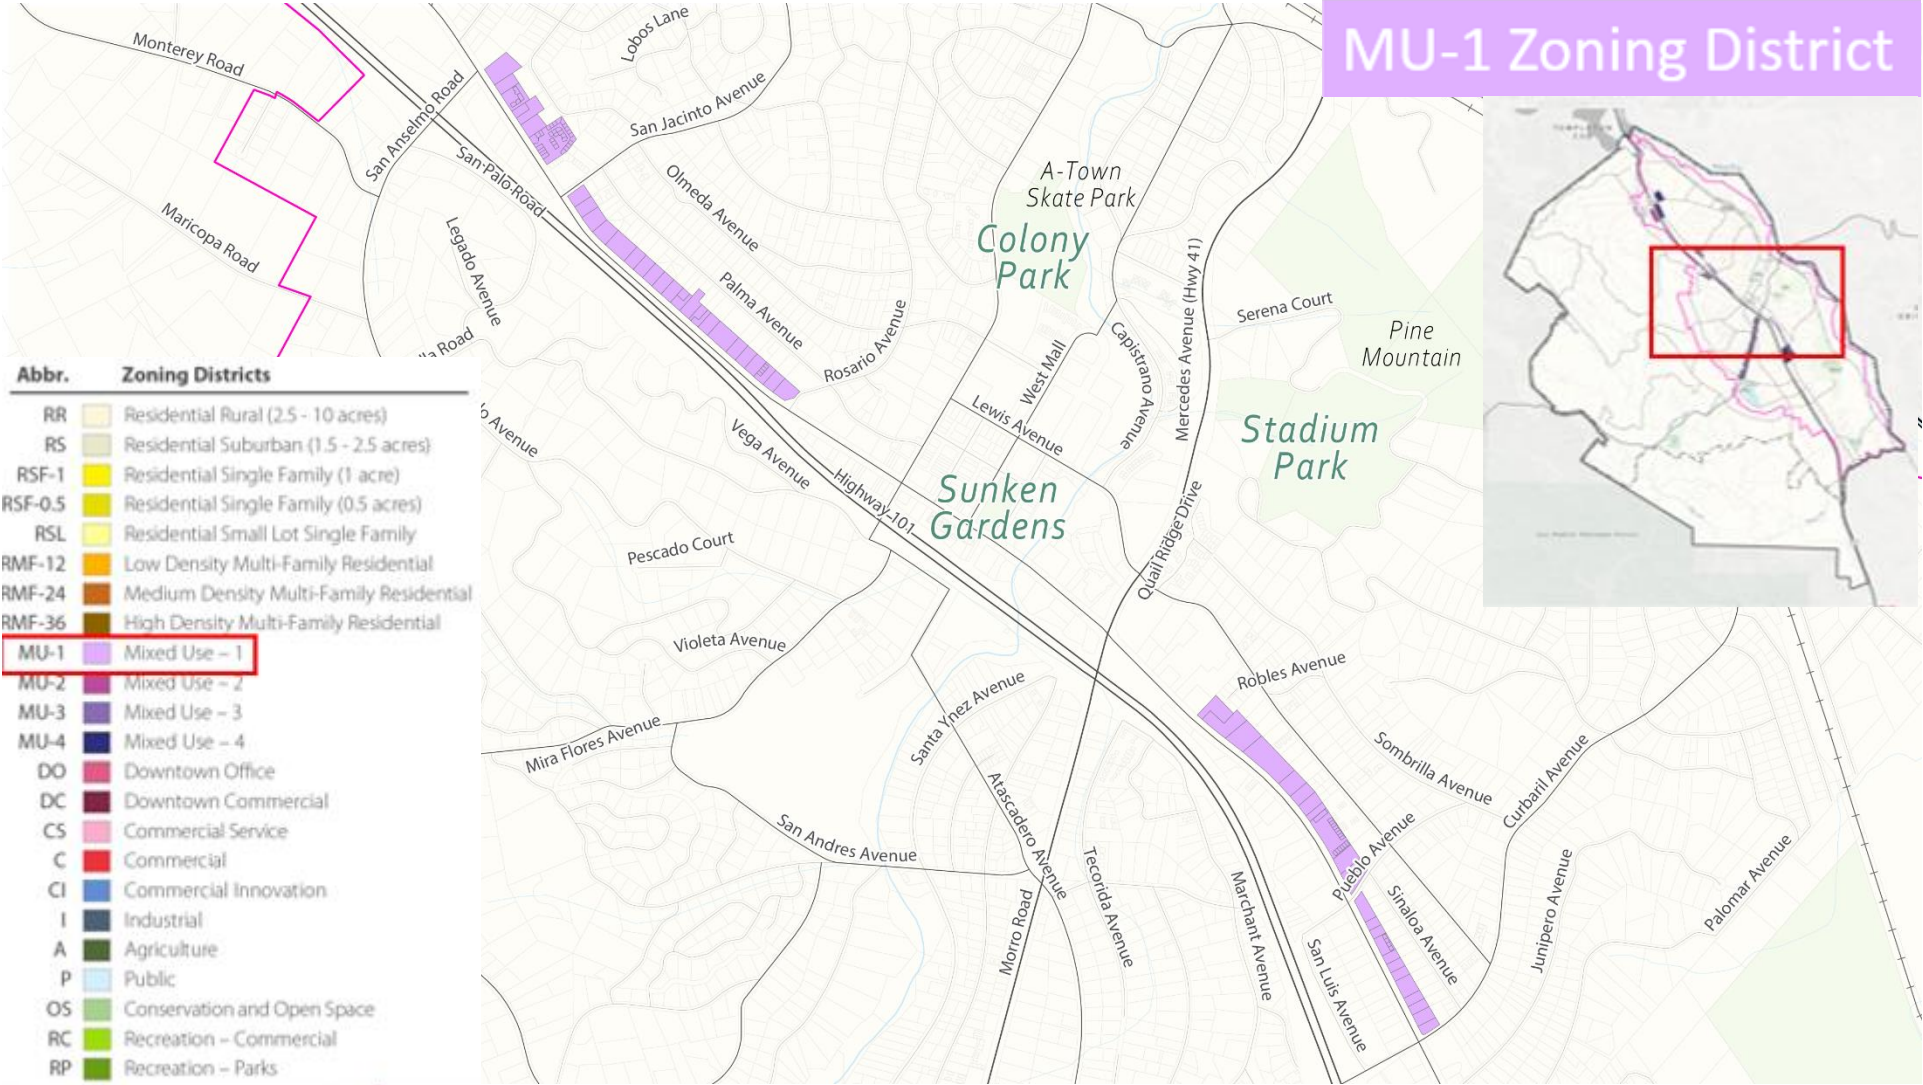 MU-1 Zoning District
Monterey Road
Lobos Lane
San Anselmo Road
San Jacinto Avenue
San Palo Road
Olmeda Avenue
A-Town
Skate Park
Maricopa Road
Legado Avenue
Colony
Park
Palma Avenue
Mercedes Avenue (Hwy 41)
Serena Court
Pine
Mountain
Capistrano Avenue
Rosario Avenue
West Mall
la Road
Lewis Avenue
Stadium
Park
lo Avenue
Vega Avenue
Highway 101
Sunken
Gardens
Quail Ridge Drive
Pescado Court
Violeta Avenue
Robles Avenue
Santa Ynez Avenue
Mira Flores Avenue
Sombrilla Avenue
Curbaril Avenue
Atascadero Avenue
San Andres Avenue
Pueblo Avenue
Tecorida Avenue
Marchant Avenue
Sinaloa Avenue
Junipero Avenue
Palomar Avenue
Morro Road
San Luis Avenue
Abbr. Zoning Districts
RR Residential Rural (2.5 - 10 acres)
RS Residential Suburban (1.5 - 2.5 acres)
RSF-1 Residential Single Family (1 acre)
RSF-0.5 Residential Single Family (0.5 acres)
RSL Residential Small Lot Single Family
RMF-12 Low Density Multi-Family Residential
RMF-24 Medium Density Multi-Family Residential
RMF-36 High Density Multi-Family Residential
MU-1 Mixed Use – 1
MU-2 Mixed Use – 2
MU-3 Mixed Use – 3
MU-4 Mixed Use – 4
DO Downtown Office
DC Downtown Commercial
CS Commercial Service
C Commercial
CI Commercial Innovation
I Industrial
A Agriculture
P Public
OS Conservation and Open Space
RC Recreation – Commercial
RP Recreation – Parks